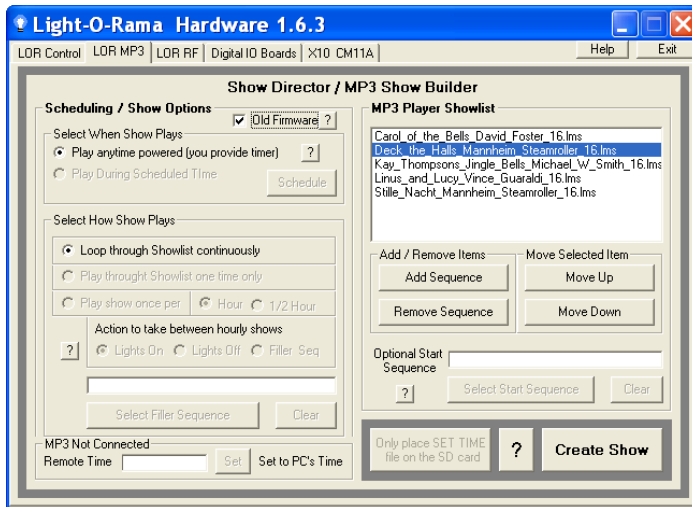 Light-O-Rama Hardware 1.6.3
LOR Control LOR MP3 LOR RF Digital IO Boards X10 CM11A Help Exit
Show Director / MP3 Show Builder
Scheduling / Show Options
Old Firmware ?
Select When Show Plays
Play anytime powered (you provide timer) ?
Play During Scheduled TIme
Schedule
Select How Show Plays
Loop through Showlist continuously
Play throught Showlist one time only
Play show once per Hour 1/2 Hour
Action to take between hourly shows
? Lights On Lights Off Filler Seq
Select Filler Sequence Clear
MP3 Not Connected
Remote Time Set Set to PC's Time
MP3 Player Showlist
Carol_of_the_Bells_David_Foster_16.lms
Deck_the_Halls_Mannheim_Steamroller_16.lms
Kay_Thompsons_Jingle_Bells_Michael_W_Smith_16.lms
Linus_and_Lucy_Vince_Guaraldi_16.lms
Stille_Nacht_Mannheim_Steamroller_16.lms
Add / Remove Items Move Selected Item
Add Sequence Move Up
Remove Sequence Move Down
Optional Start
Sequence
? Select Start Sequence Clear
Only place SET TIME
file on the SD card
? Create Show